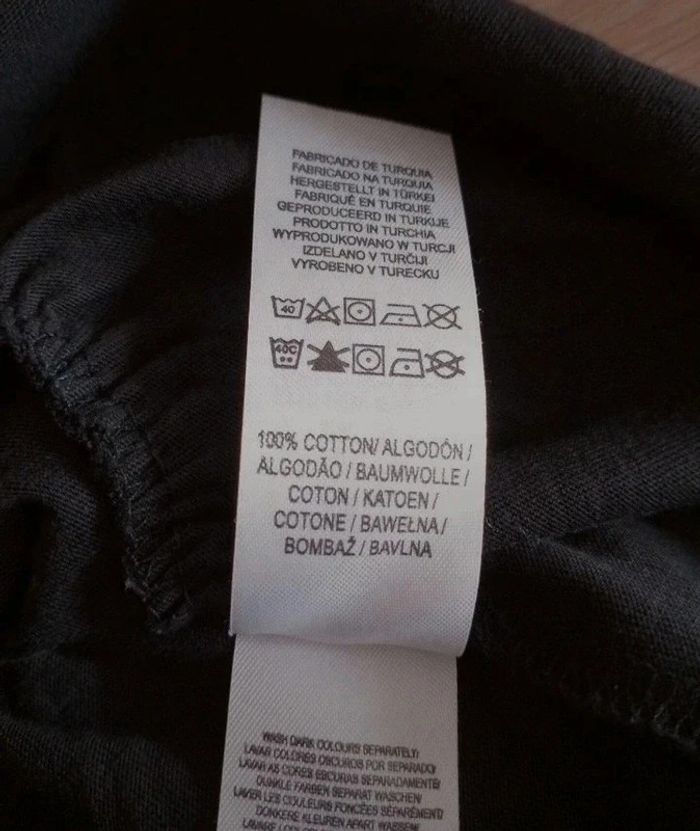 FABRICADO DE TURQUIA
FABRICADO NA TURQUIA
HERGESTELLT IN TÜRKEI
FABRIQUÉ EN TURQUIE
GEPRODUCEERD IN TURKIJE
PRODOTTO IN TURCHIA
WYPRODUKOWANO W TURCJI
IZDELANO V TURČIJI
VYROBENO V TURECKU
40
40C
100% COTTON/ ALGODÓN /
ALGODÃO / BAUMWOLLE /
COTON / KATOEN /
COTONE / BAWEŁNA /
BOMBAŽ / BAVLNA
WASH DARK COLOURS SEPARATELY/
LAVAR COLORES OSCUROS POR SEPARADO/
LAVAR AS CORES ESCURAS SEPARADAMENTE/
DUNKLE FARBEN SEPARAT WASCHEN/
LAVER LES COULEURS FONCÉES SÉPARÉMENT/
DONKERE KLEUREN APART WASSEN/
LAVARE